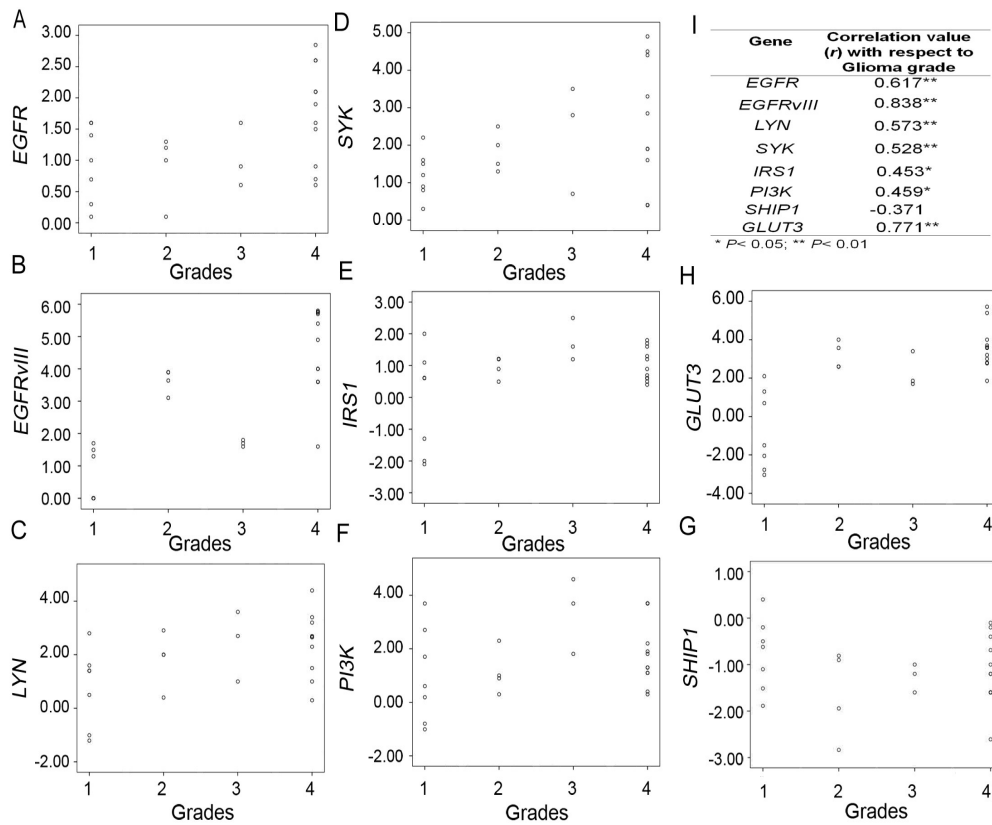 A
3.00
2.50
2.00
1.50
1.00
0.50
0.00
EGFR
1 2 3 4
Grades
B
6.00
5.00
4.00
3.00
2.00
1.00
0.00
EGFRvIII
1 2 3 4
Grades
C
4.00
2.00
0.00
-2.00
LYN
1 2 3 4
Grades
D
5.00
4.00
3.00
2.00
1.00
0.00
SYK
1 2 3 4
Grades
E
3.00
2.00
1.00
0.00
-1.00
-2.00
-3.00
IRS1
1 2 3 4
Grades
F
4.00
2.00
0.00
-2.00
PI3K
1 2 3 4
Grades
I
Gene Correlation value
(r) with respect to
Glioma grade
EGFR 0.617**
EGFRvIII 0.838**
LYN 0.573**
SYK 0.528**
IRS1 0.453*
PI3K 0.459*
SHIP1 -0.371
GLUT3 0.771**
* P< 0.05; ** P< 0.01
H
6.00
4.00
2.00
0.00
-2.00
-4.00
GLUT3
1 2 3 4
Grades
G
1.00
0.00
-1.00
-2.00
-3.00
SHIP1
1 2 3 4
Grades